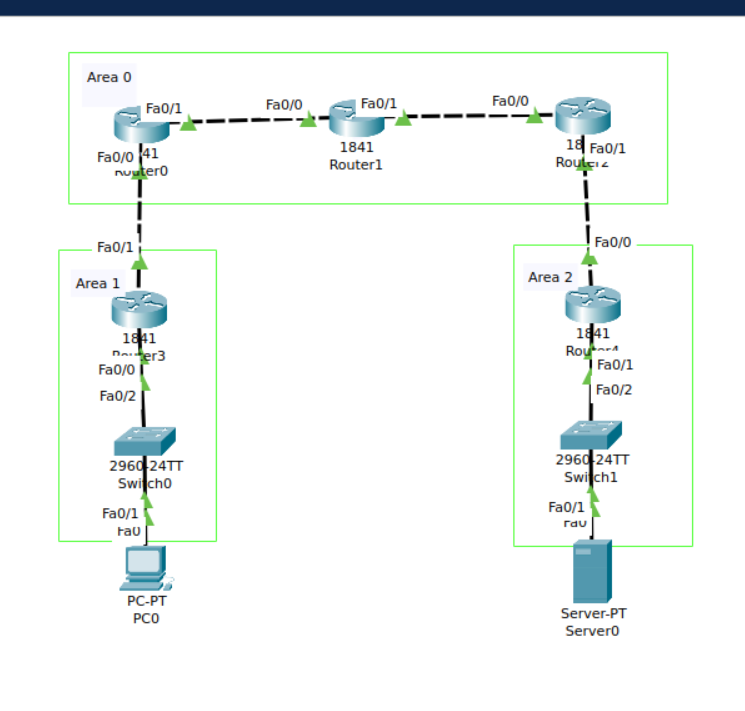 Area 0
Fa0/1
Fa0/0
Fa0/1
Fa0/0
41
Fa0/0
Router0
1841
Router1
18
Fa0/1
Router2
Fa0/1
Area 1
1841
Router3
Fa0/0
Fa0/2
2960-24TT
Switch0
Fa0/1
Fa0
PC-PT
PC0
Fa0/0
Area 2
1841
Router4
Fa0/1
Fa0/2
2960-24TT
Switch1
Fa0/1
Fa0
Server-PT
Server0